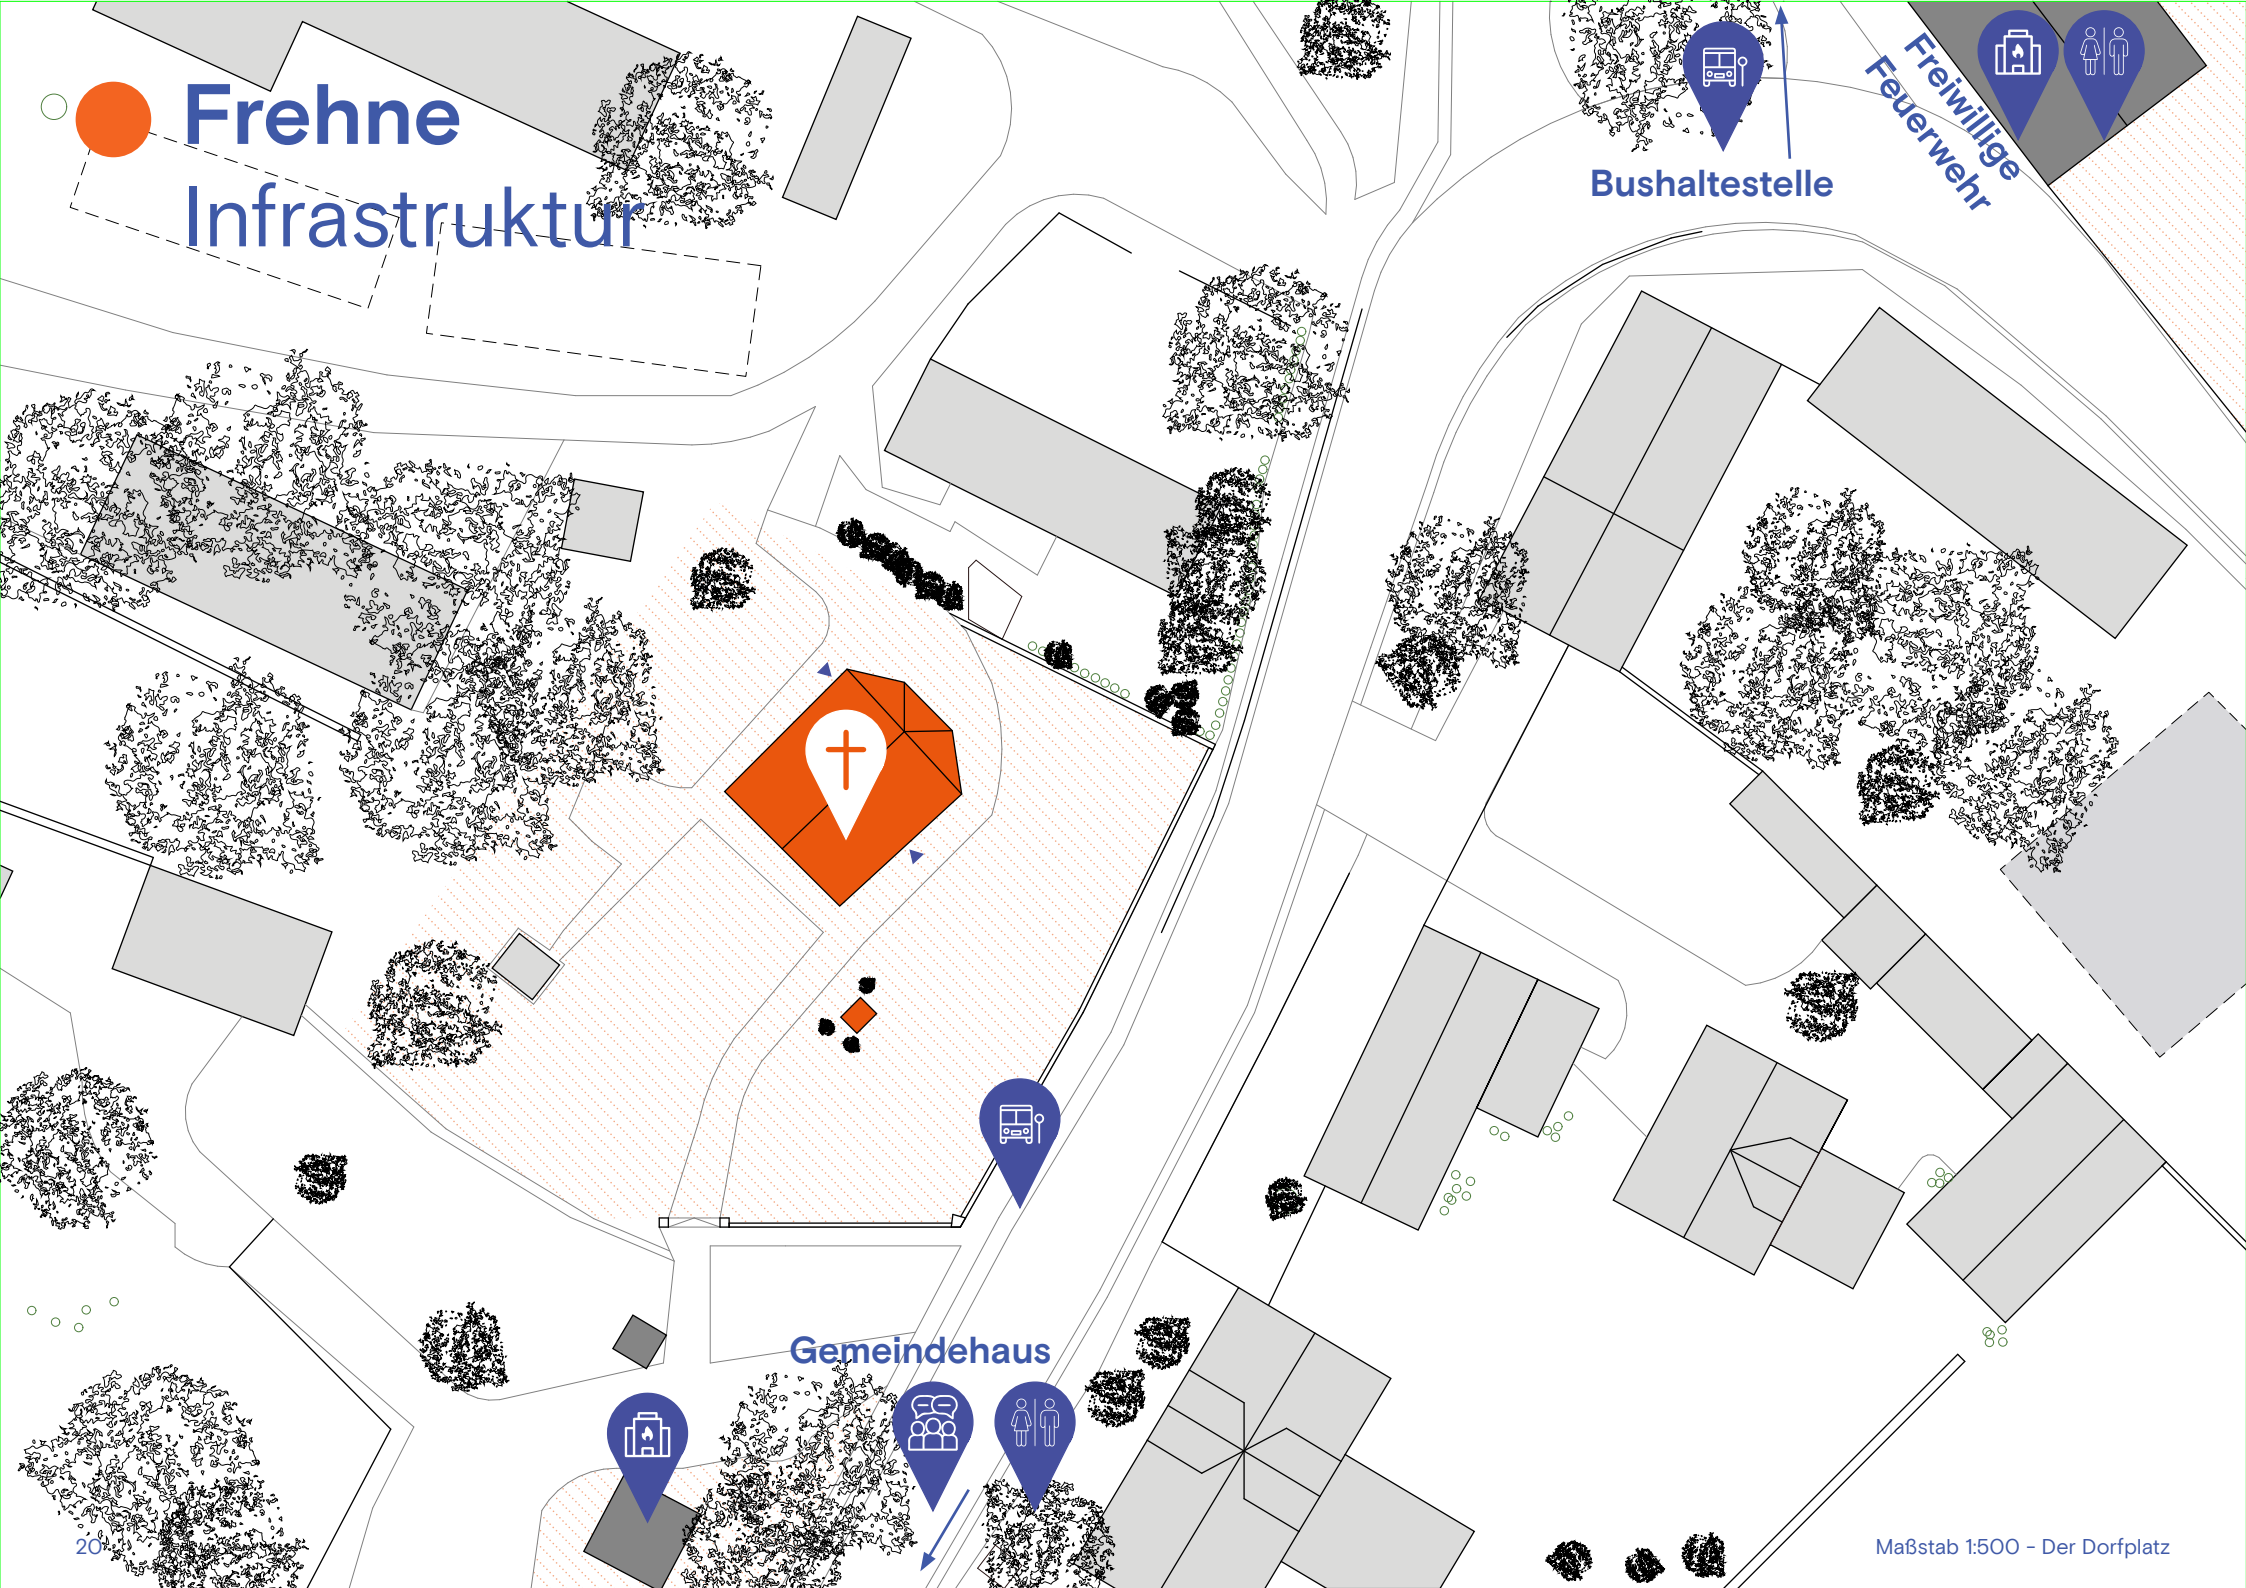 Frehne
Infrastruktur
Bushaltestelle
Freiwillige
Feuerwehr
Gemeindehaus
20
Maßstab 1:500 - Der Dorfplatz